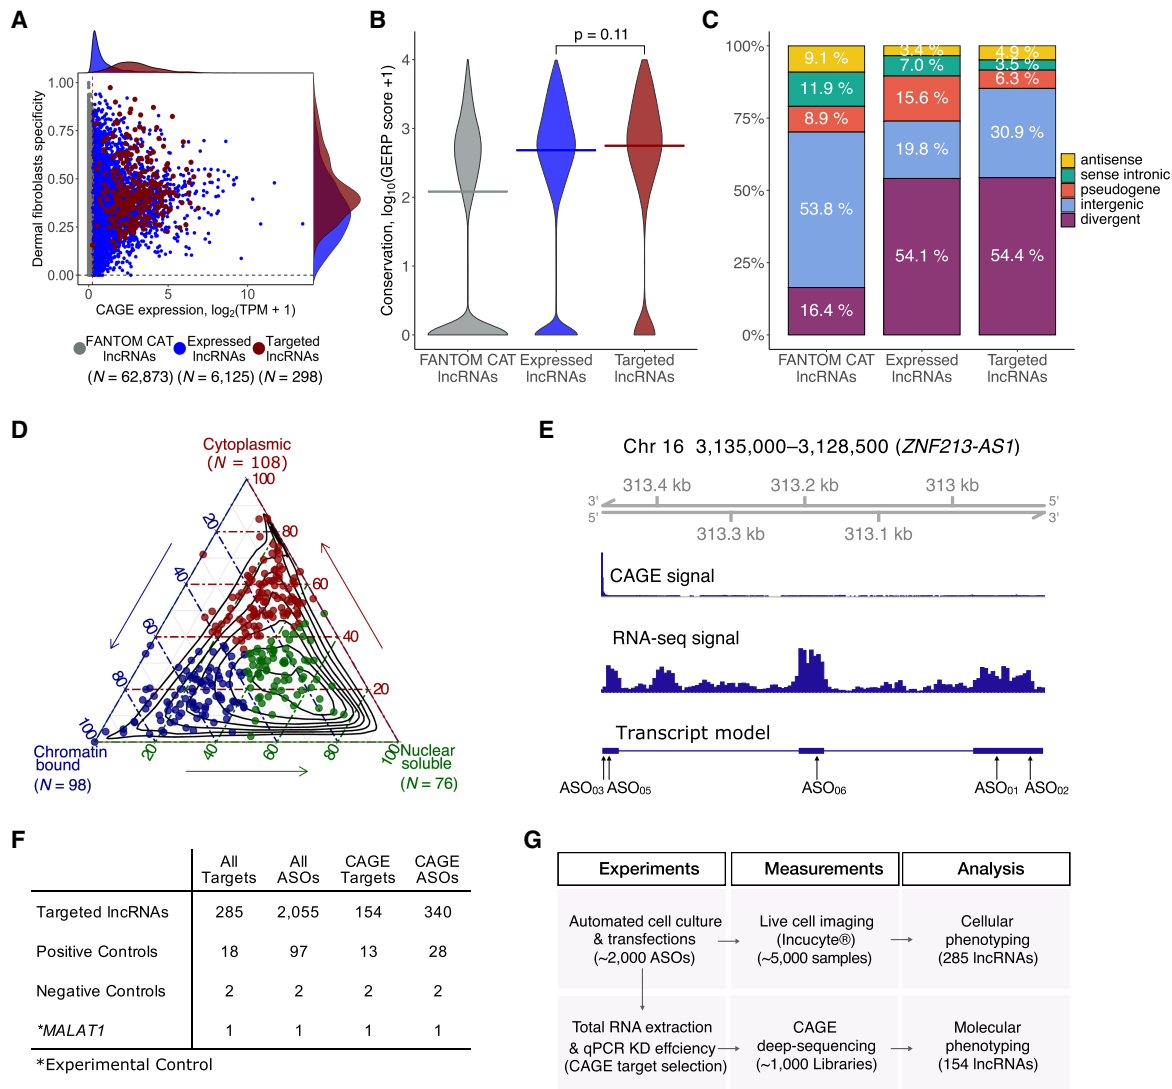 A
Dermal fibroblasts specificity
1.00
0.75
0.50
0.25
0.00
0
5
10
CAGE expression, log2(TPM + 1)
FANTOM CAT lncRNAs
(N = 62,873)
Expressed lncRNAs
(N = 6,125)
Targeted lncRNAs
(N = 298)
B
Conservation, log10(GERP score +1)
4
3
2
1
0
p = 0.11
FANTOM CAT
lncRNAs
Expressed
lncRNAs
Targeted
lncRNAs
C
100%
75%
50%
25%
0%
9.1 %
11.9 %
8.9 %
53.8 %
16.4 %
3.4 %
7.0 %
15.6 %
19.8 %
54.1 %
4.9 %
3.5 %
6.3 %
30.9 %
54.4 %
FANTOM CAT
lncRNAs
Expressed
lncRNAs
Targeted
lncRNAs
antisense
sense intronic
pseudogene
intergenic
divergent
D
Cytoplasmic
(N = 108)
100
80
60
40
20
20
40
60
80
100
20
40
60
80
100
Chromatin
bound
(N = 98)
Nuclear
soluble
(N = 76)
E
Chr 16 3,135,000–3,128,500 (ZNF213-AS1)
313.4 kb
313.2 kb
313 kb
3'
5'
5'
3'
313.3 kb
313.1 kb
CAGE signal
RNA-seq signal
Transcript model
ASO03
ASO05
ASO06
ASO01
ASO02
F
All Targets
All ASOs
CAGE Targets
CAGE ASOs
Targeted lncRNAs 285 2,055 154 340
Positive Controls 18 97 13 28
Negative Controls 2 2 2 2
*MALAT1 1 1 1 1
*Experimental Control
G
Experiments
Measurements
Analysis
Automated cell culture
& transfections
(~2,000 ASOs)
Live cell imaging
(Incucyte®)
(~5,000 samples)
Cellular
phenotyping
(285 lncRNAs)
Total RNA extraction
& qPCR KD effciency
(CAGE target selection)
CAGE
deep-sequencing
(~1,000 Libraries)
Molecular
phenotyping
(154 lncRNAs)